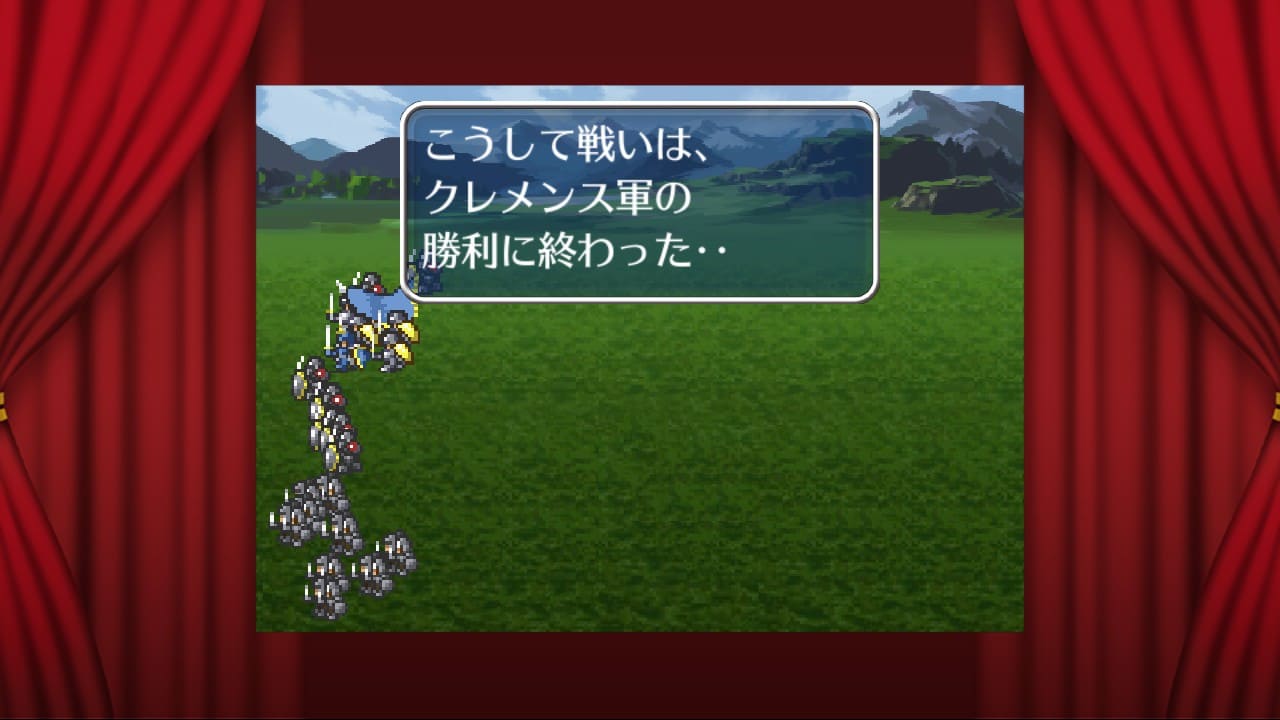 こうして戦いは、
クレメンス軍の
勝利に終わった‥